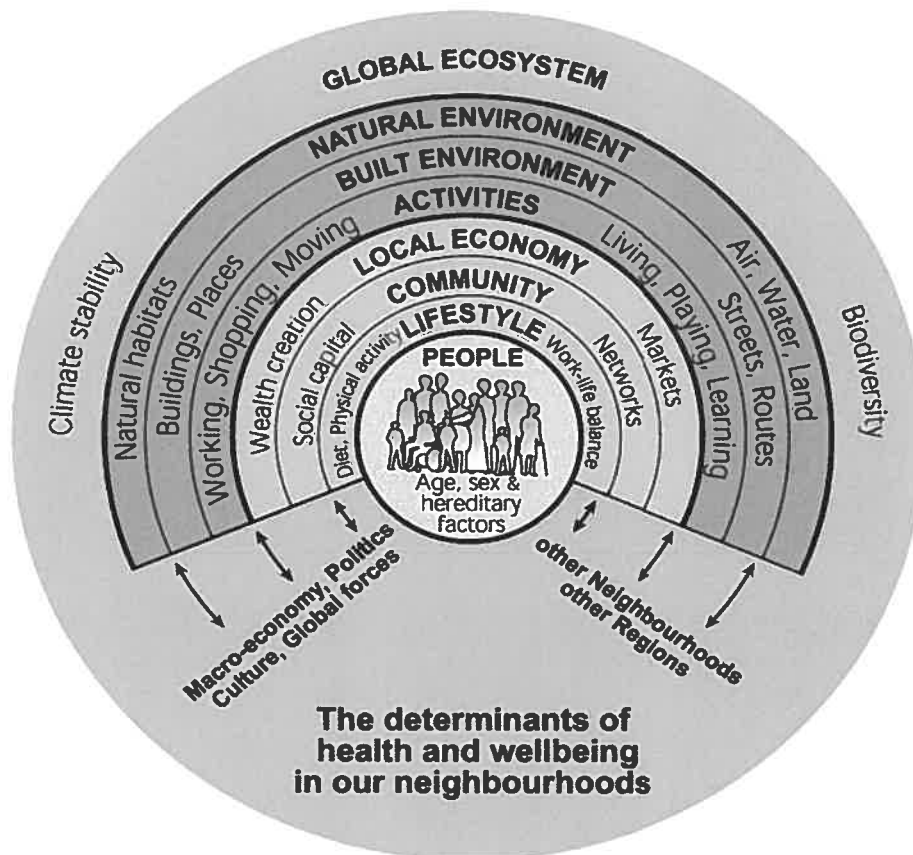 GLOBAL ECOSYSTEM
NATURAL ENVIRONMENT
BUILT ENVIRONMENT
ACTIVITIES
LOCAL ECONOMY
COMMUNITY
LIFESTYLE
PEOPLE
Age, sex &
hereditary
factors
Climate stability
Natural habitats
Buildings, Places
Working, Shopping, Moving
Wealth creation
Social capital
Diet, Physical activity
Work-life balance
Networks
Markets
Living, Playing, Learning
Streets, Routes
Air, Water, Land
Biodiversity
Macro-economy, Politics
Culture, Global forces
other Neighbourhoods
other Regions
The determinants of
health and wellbeing
in our neighbourhoods